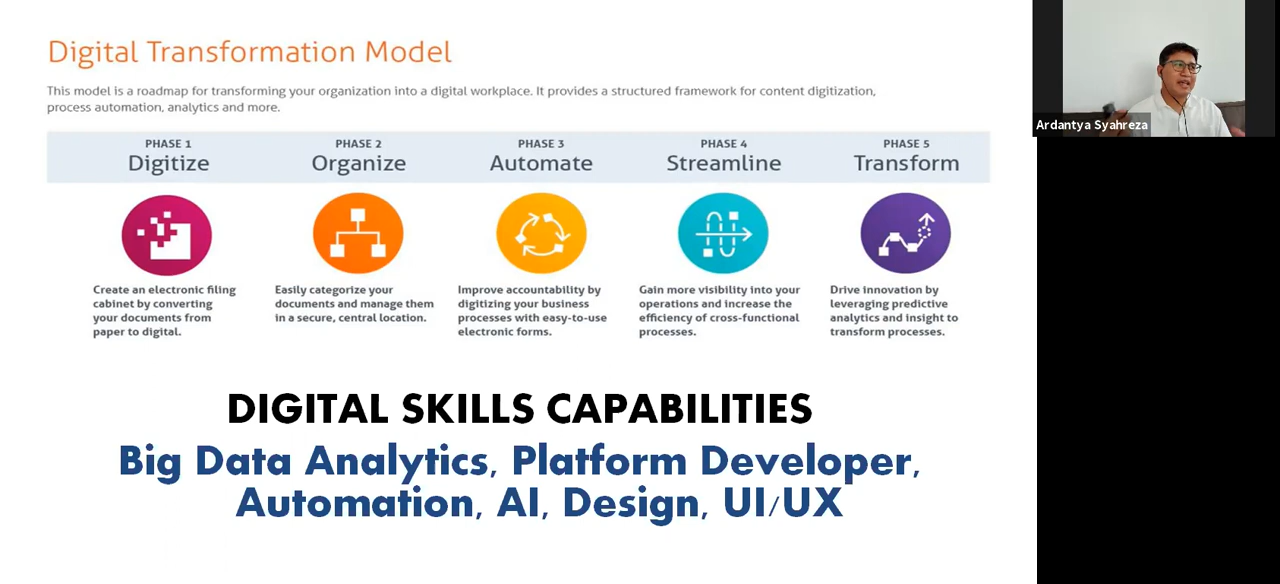 Digital Transformation Model
This model is a roadmap for transforming your organization into a digital workplace. It provides a structured framework for content digitization,
process automation, analytics and more.
PHASE 1
Digitize
Create an electronic filing
cabinet by converting
your documents from
paper to digital.
PHASE 2
Organize
Easily categorize your
documents and manage them
in a secure, central location.
PHASE 3
Automate
Improve accountability by
digitizing your business
processes with easy-to-use
electronic forms.
PHASE 4
Streamline
Gain more visibility into your
operations and increase the
efficiency of cross-functional
processes.
PHASE 5
Transform
Drive innovation by
leveraging predictive
analytics and insight to
transform processes.
DIGITAL SKILLS CAPABILITIES
Big Data Analytics, Platform Developer,
Automation, AI, Design, UI/UX
Ardantya Syahreza